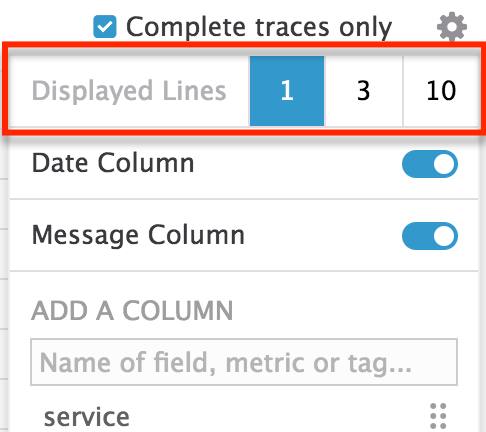 Complete traces only
Displayed Lines 1 3 10
Date Column
Message Column
ADD A COLUMN
Name of field, metric or tag...
service